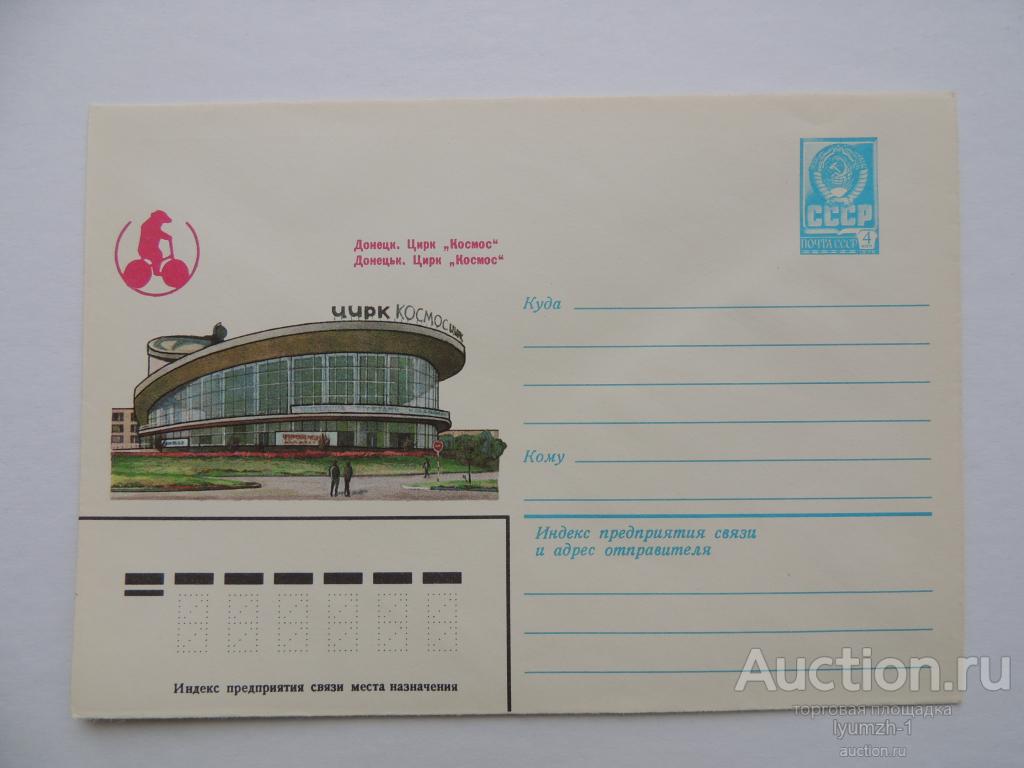 СССР
ПОЧТА СССР 4
Донецк. Цирк „Космос“
Донецьк. Цирк „Космос“
цирк КОСМОС цирк
Куда
Кому
Индекс предприятия связи
и адрес отправителя
Индекс предприятия связи места назначения
Auction.ru
торговая площадка
lyumzh-1
auction.ru